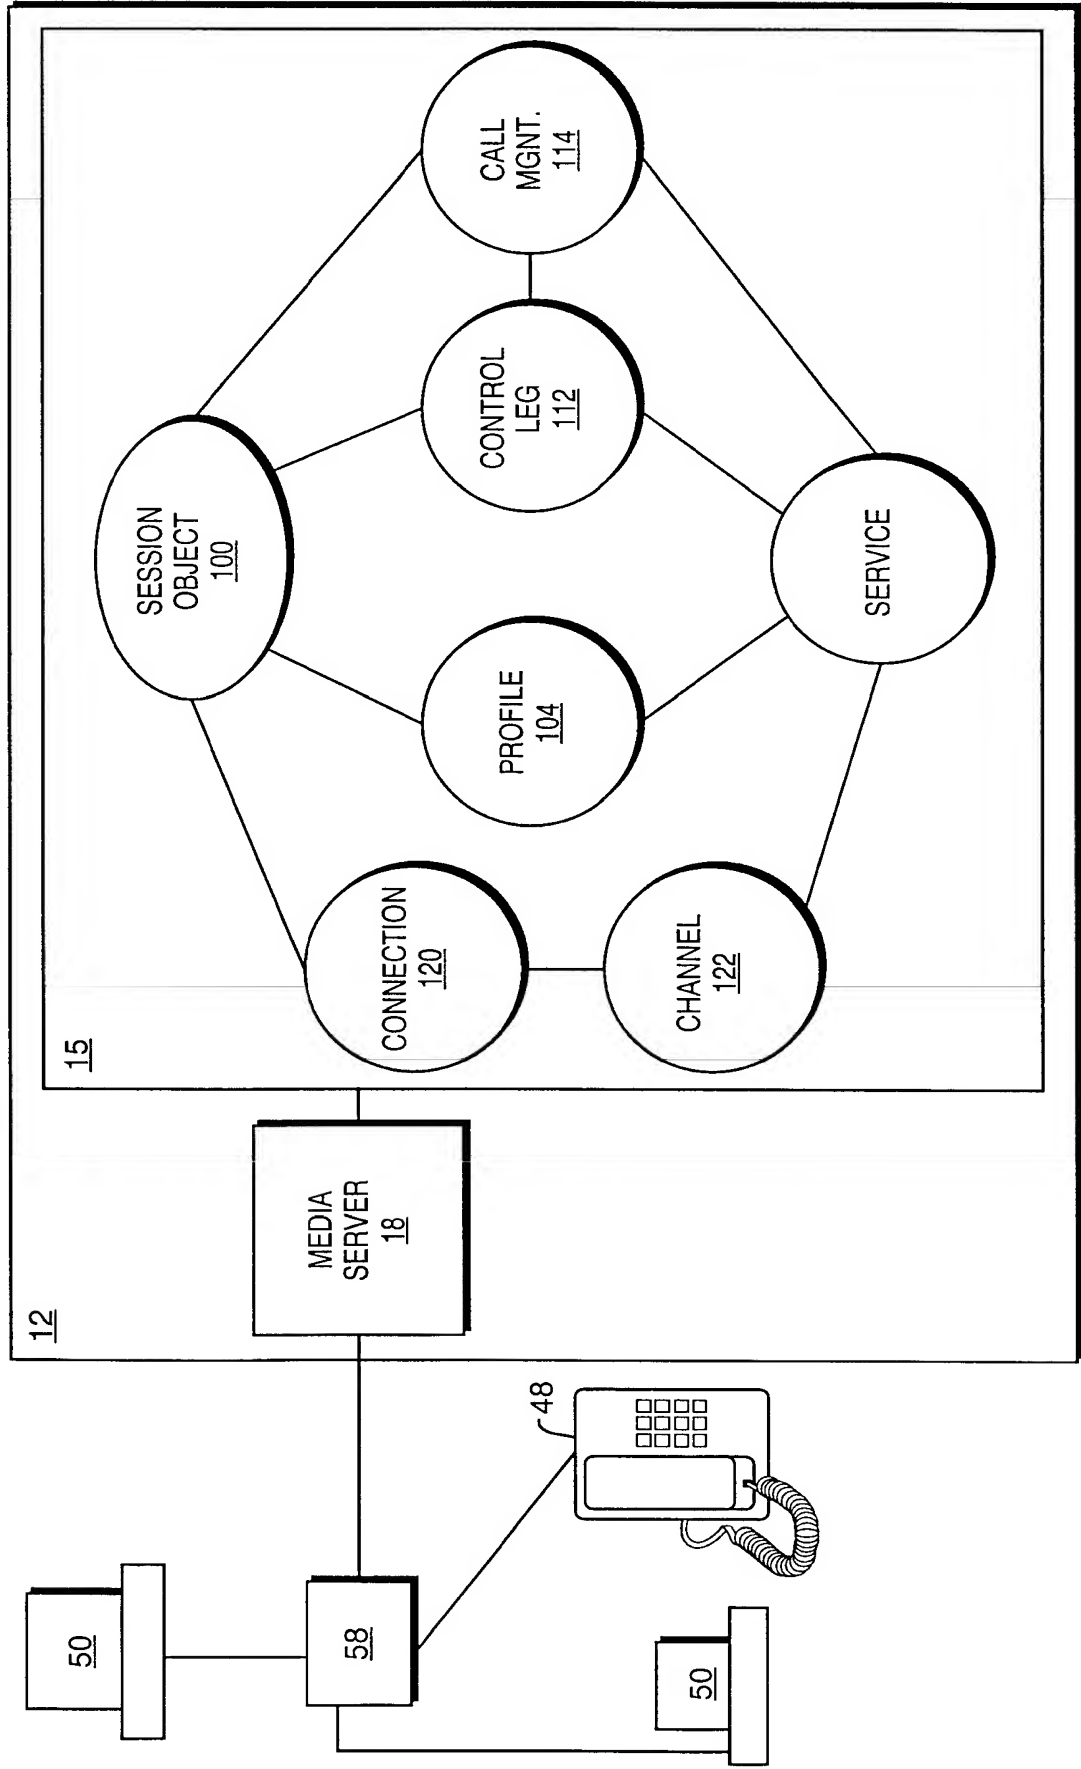 12
15
50
58
50
48
MEDIA
SERVER
18
SESSION
OBJECT
100
CONNECTION
120
PROFILE
104
CONTROL
LEG
112
CALL
MGNT.
114
CHANNEL
122
SERVICE